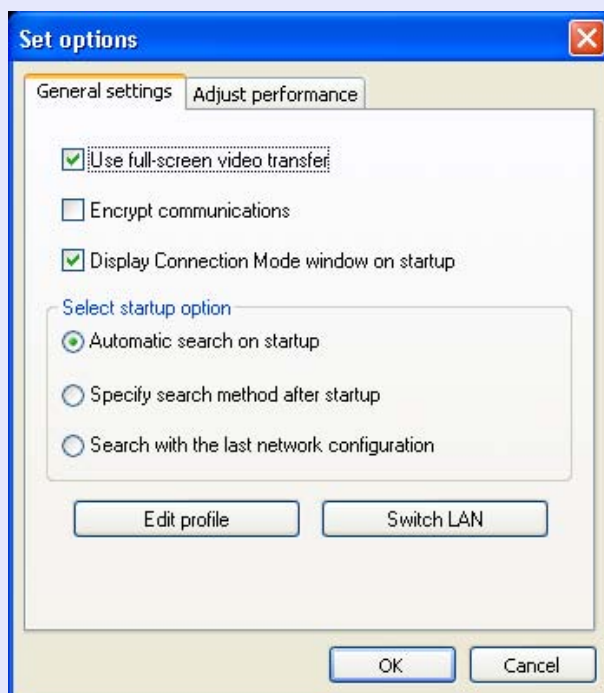 Set options
General settings
Adjust performance
Use full-screen video transfer
Encrypt communications
Display Connection Mode window on startup
Select startup option
Automatic search on startup
Specify search method after startup
Search with the last network configuration
Edit profile
Switch LAN
OK
Cancel